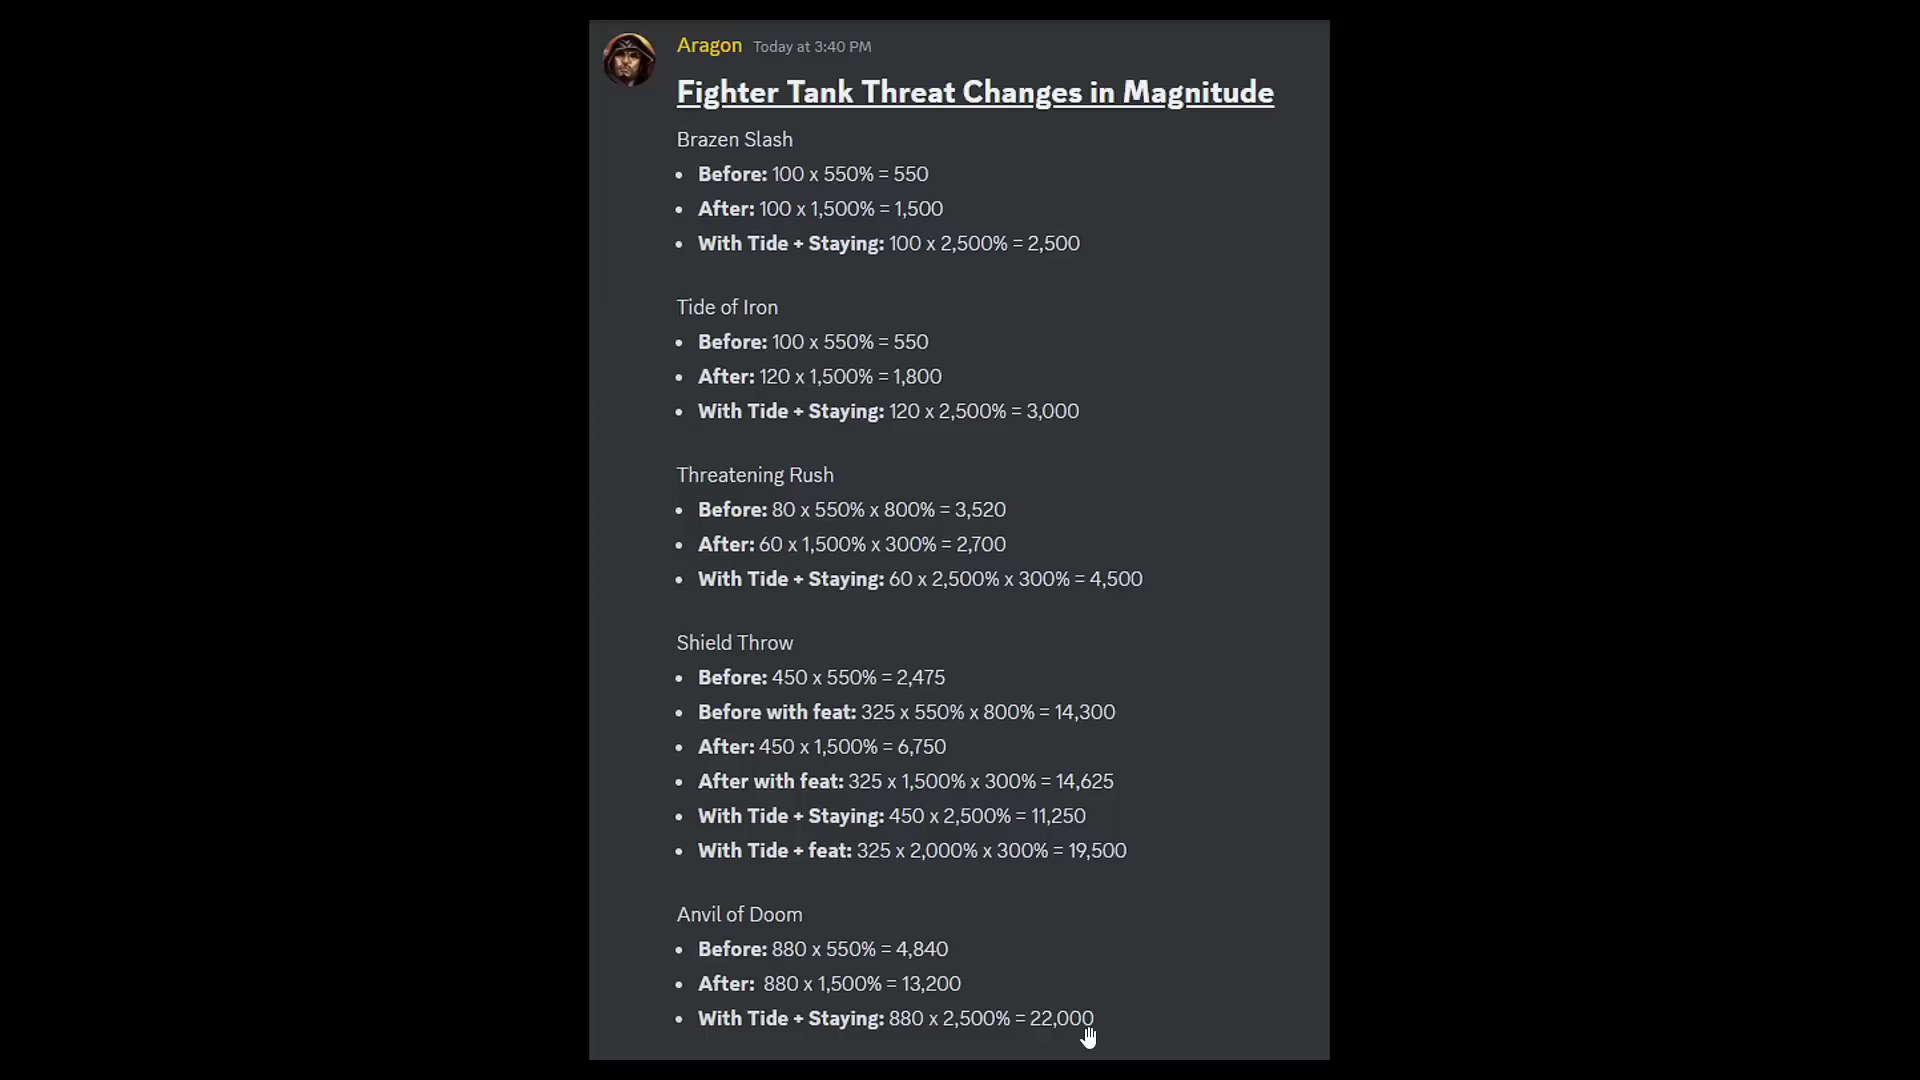 Aragon Today at 3:40 PM
Fighter Tank Threat Changes in Magnitude
Brazen Slash
• Before: 100 x 550% = 550
• After: 100 x 1,500% = 1,500
• With Tide + Staying: 100 x 2,500% = 2,500
Tide of Iron
• Before: 100 x 550% = 550
• After: 120 x 1,500% = 1,800
• With Tide + Staying: 120 x 2,500% = 3,000
Threatening Rush
• Before: 80 x 550% x 800% = 3,520
• After: 60 x 1,500% x 300% = 2,700
• With Tide + Staying: 60 x 2,500% x 300% = 4,500
Shield Throw
• Before: 450 x 550% = 2,475
• Before with feat: 325 x 550% x 800% = 14,300
• After: 450 x 1,500% = 6,750
• After with feat: 325 x 1,500% x 300% = 14,625
• With Tide + Staying: 450 x 2,500% = 11,250
• With Tide + feat: 325 x 2,000% x 300% = 19,500
Anvil of Doom
• Before: 880 x 550% = 4,840
• After: 880 x 1,500% = 13,200
• With Tide + Staying: 880 x 2,500% = 22,000